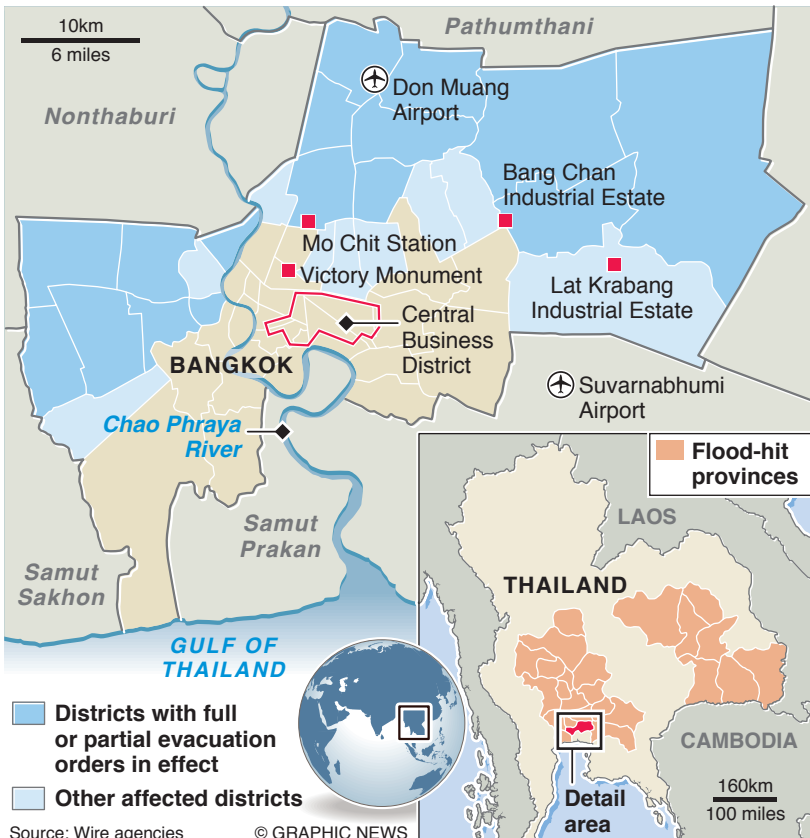 10km
6 miles
Pathumthani
Nonthaburi
Don Muang
Airport
Bang Chan
Industrial Estate
Mo Chit Station
Victory Monument
Lat Krabang
Industrial Estate
Central
Business
District
BANGKOK
Suvarnabhumi
Airport
Chao Phraya
River
Samut
Prakan
Samut
Sakhon
GULF OF
THAILAND
Flood-hit
provinces
LAOS
THAILAND
CAMBODIA
Detail
area
160km
100 miles
Districts with full
or partial evacuation
orders in effect
Other affected districts
Source: Wire agencies
© GRAPHIC NEWS